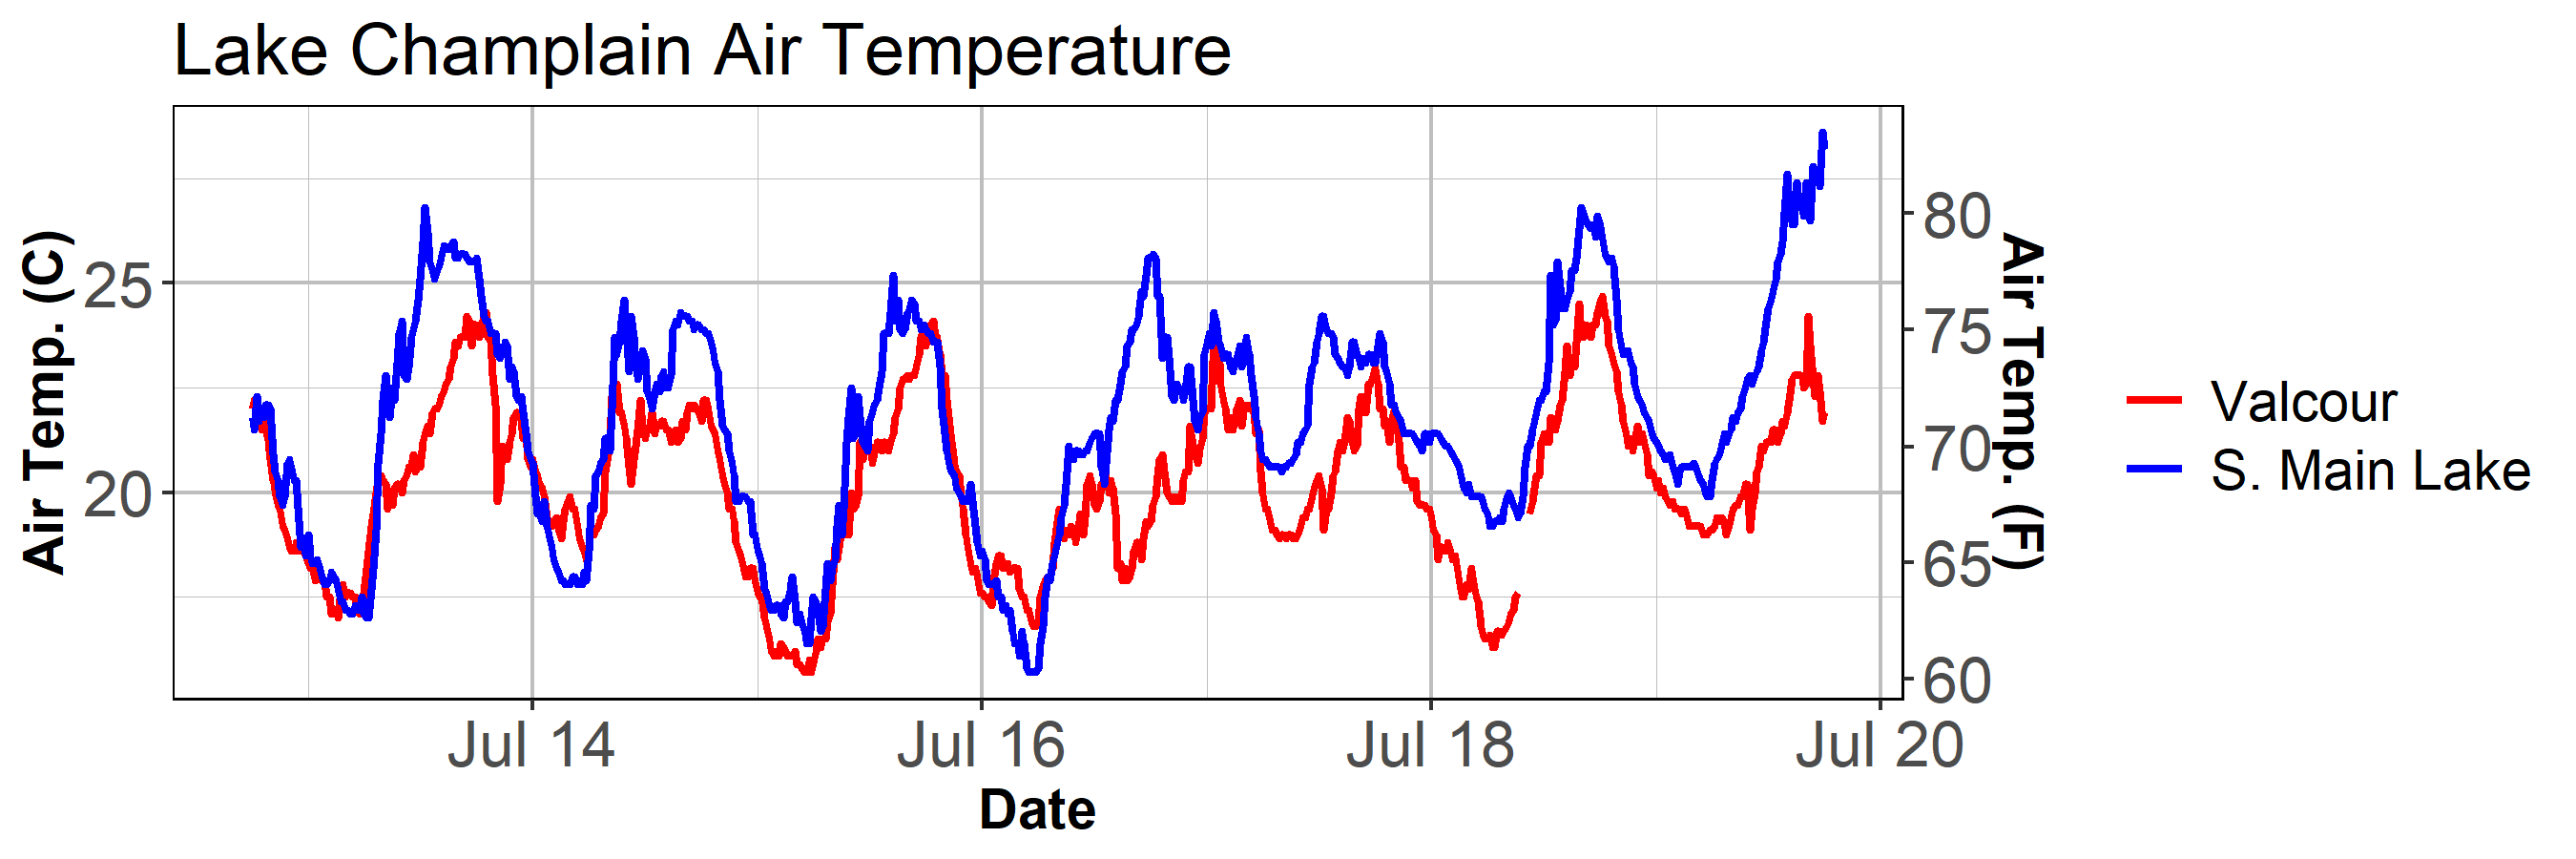 Lake Champlain Air Temperature
Air Temp. (C)
25
20
80
75
70
65
60
Air Temp. (F)
Jul 14
Jul 16
Jul 18
Jul 20
Date
Valcour
S. Main Lake